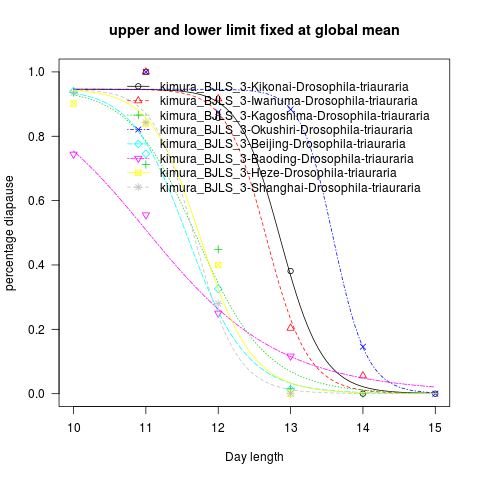 upper and lower limit fixed at global mean
percentage diapause
1.0
0.8
0.6
0.4
0.2
0.0
kimura_BJLS_3-Kikonai-Drosophila-triauraria
kimura_BJLS_3-Iwanuma-Drosophila-triauraria
kimura_BJLS_3-Kagoshima-Drosophila-triauraria
kimura_BJLS_3-Okushiri-Drosophila-triauraria
kimura_BJLS_3-Beijing-Drosophila-triauraria
kimura_BJLS_3-Baoding-Drosophila-triauraria
kimura_BJLS_3-Heze-Drosophila-triauraria
kimura_BJLS_3-Shanghai-Drosophila-triauraria
10 11 12 13 14 15
Day length